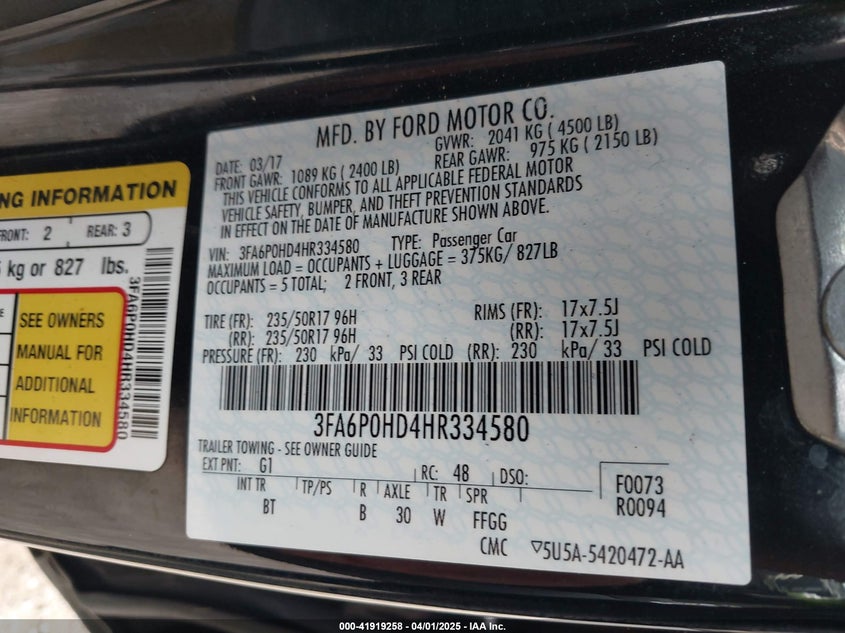 MFD. BY FORD MOTOR CO.
DATE: 03/17
GVWR: 2041 KG ( 4500 LB)
FRONT GAWR: 1089 KG ( 2400 LB)
REAR GAWR: 975 KG ( 2150 LB)
THIS VEHICLE CONFORMS TO ALL APPLICABLE FEDERAL MOTOR
VEHICLE SAFETY, BUMPER, AND THEFT PREVENTION STANDARDS
IN EFFECT ON THE DATE OF MANUFACTURE SHOWN ABOVE.
VIN: 3FA6P0HD4HR334580 TYPE: Passenger Car
MAXIMUM LOAD = OCCUPANTS + LUGGAGE = 375KG/ 827LB
OCCUPANTS = 5 TOTAL; 2 FRONT, 3 REAR
TIRE (FR): 235/50R17 96H RIMS (FR): 17x7.5J
(RR): 235/50R17 96H (RR): 17x7.5J
PRESSURE (FR): 230 kPa/ 33 PSI COLD (RR): 230 kPa/ 33 PSI COLD
3FA6P0HD4HR334580
TRAILER TOWING - SEE OWNER GUIDE
EXT PNT: G1 RC: 48 DSO:
F0073
R0094
INT TR TP/PS R AXLE TR SPR
BT B 30 W FFGG
CMC ▽5U5A-5420472-AA
NG INFORMATION
FRONT: 2 REAR: 3
kg or 827 lbs.
SEE OWNERS
MANUAL FOR
ADDITIONAL
INFORMATION
3FA6P0HD4HR334580
000-41919258 - 04/01/2025 - IAA Inc.